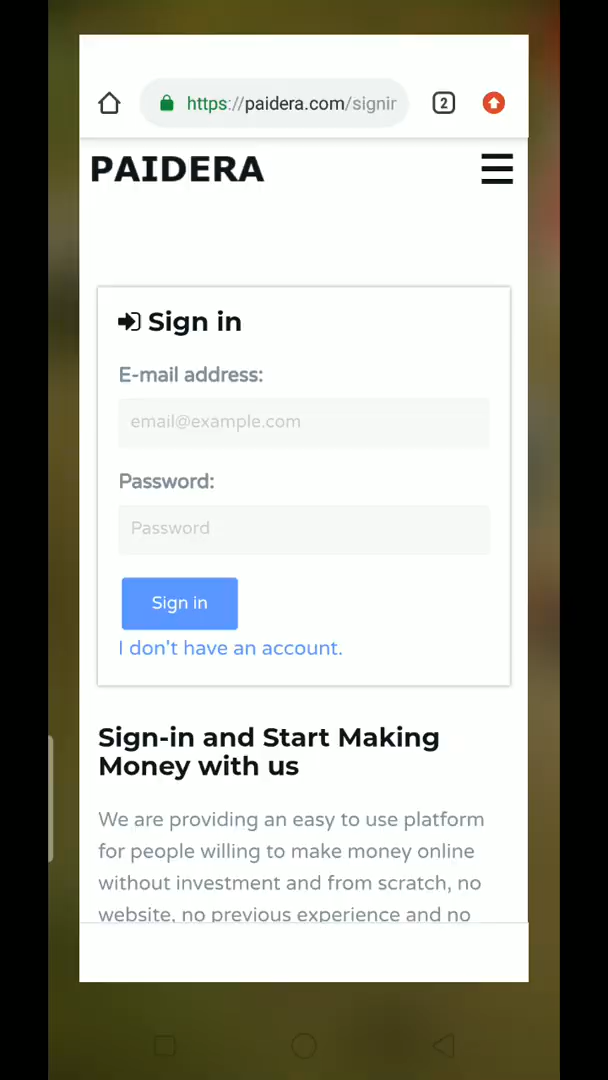 https://paidera.com/signir
2
PAIDERA
Sign in
E-mail address:
email@example.com
Password:
Password
Sign in
I don't have an account.
Sign-in and Start Making
Money with us
We are providing an easy to use platform
for people willing to make money online
without investment and from scratch, no
website, no previous experience and no